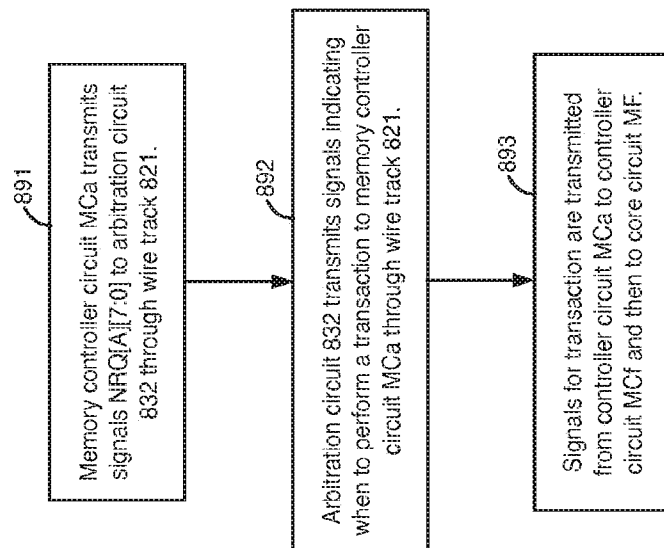 891
Memory controller circuit MCa transmits
signals NRQ[A][7:0] to arbitration circuit
832 through wire track 821.
892
Arbitration circuit 832 transmits signals indicating
when to perform a transaction to memory controller
circuit MCa through wire track 821.
893
Signals for transaction are transmitted
from controller circuit MCa to controller
circuit MCf and then to core circuit MF.